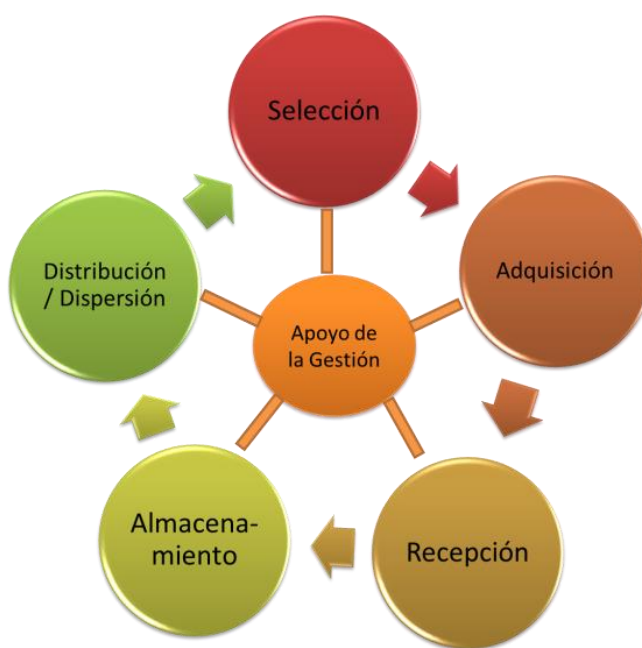 Selección
Adquisición
Recepción
Almacena-
miento
Distribución
/ Dispersión
Apoyo de
la Gestión